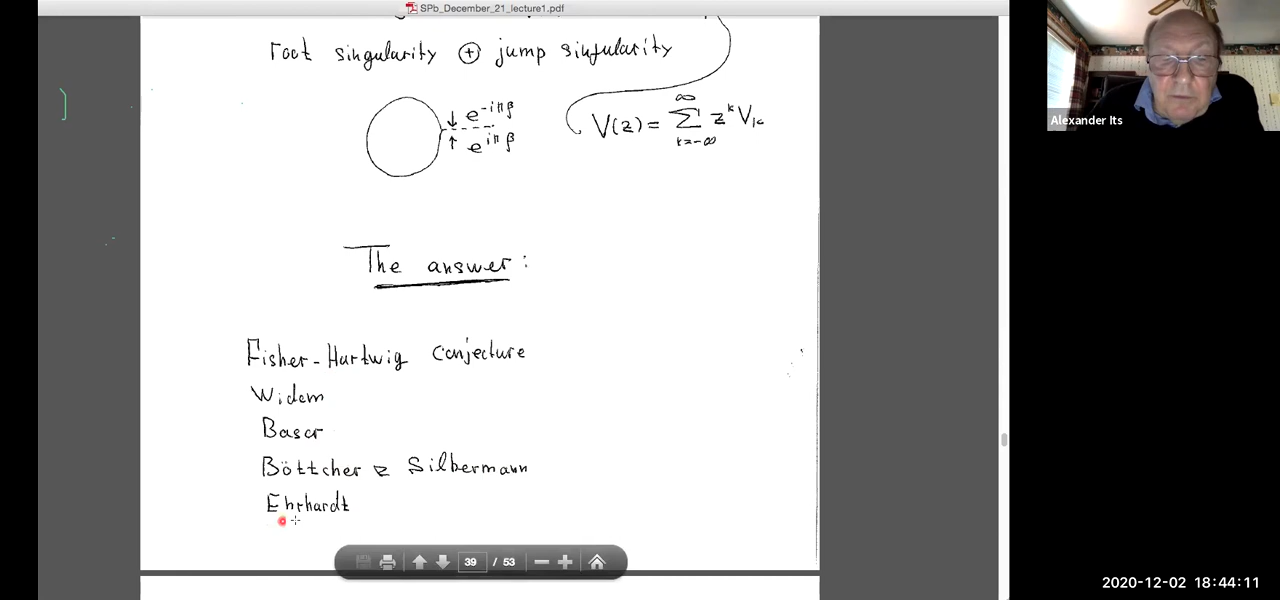 SPb_December_21_lecture1.pdf
root singularity ⊕ jump singularity
e^{-iπβ}
e^{iπβ}
V(z) = ∑_{k=-∞}^{∞} z^k V_k
The answer:
Fisher-Hartwig conjecture
Widom
Basor
Böttcher & Silbermann
Ehrhardt
39 / 53
Alexander Its
2020-12-02 18:44:11